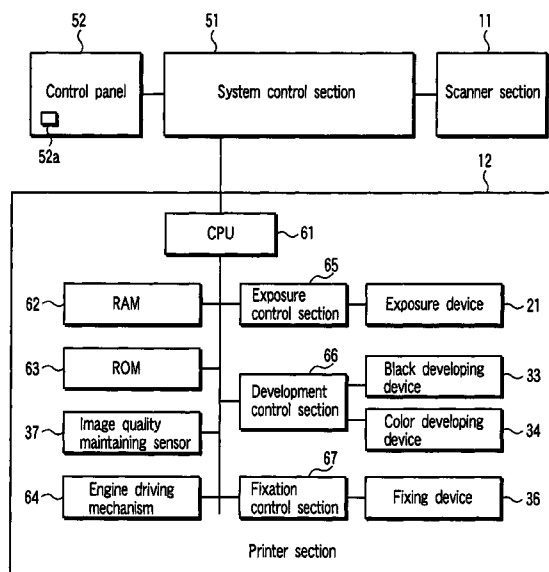 52
51
11
Control panel
System control section
Scanner section
52a
12
CPU
61
65
62
RAM
Exposure control section
Exposure device
21
66
63
ROM
Development control section
Black developing device
33
37
Image quality maintaining sensor
Color developing device
34
67
64
Engine driving mechanism
Fixation control section
Fixing device
36
Printer section